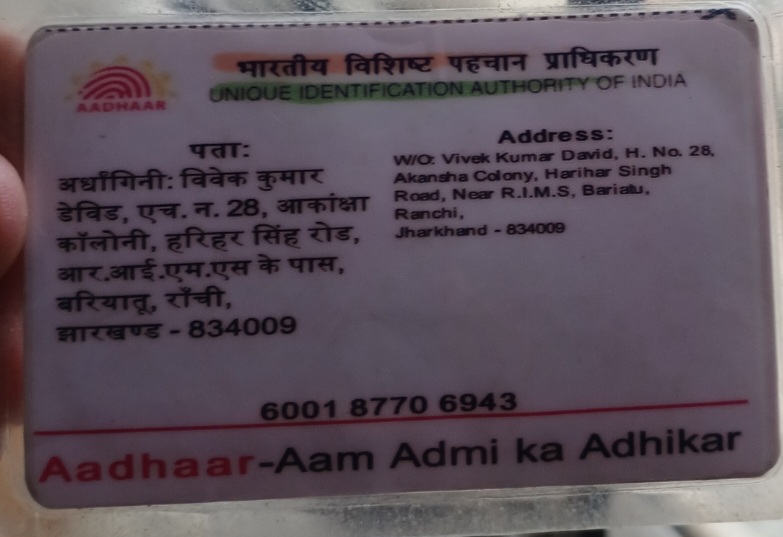 भारतीय विशिष्ट पहचान प्राधिकरण
UNIQUE IDENTIFICATION AUTHORITY OF INDIA
AADHAAR
पता:
अर्धांगिनी: विवेक कुमार
डेविड, एच. न. 28, आकांक्षा
कॉलोनी, हरिहर सिंह रोड,
आर.आई.एम.एस के पास,
बरियातू, राँची,
झारखण्ड - 834009
Address:
W/O: Vivek Kumar David, H. No. 28,
Akansha Colony, Harihar Singh
Road, Near R.I.M.S, Bariatu,
Ranchi,
Jharkhand - 834009
6001 8770 6943
Aadhaar-Aam Admi ka Adhikar